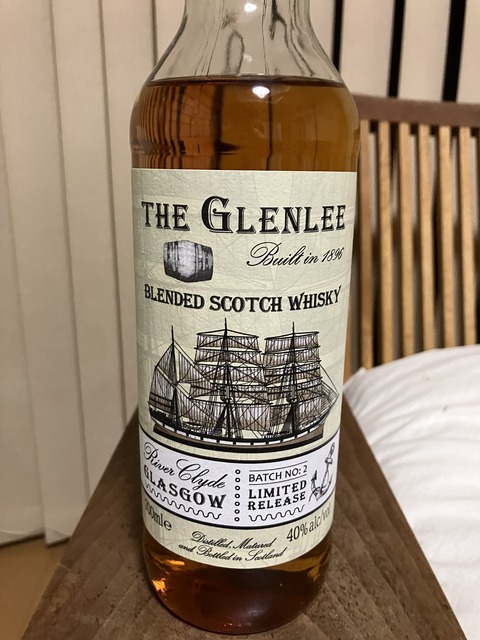 THE GLENLEE
Built in 1896
BLENDED SCOTCH WHISKY
River Clyde
GLASGOW
BATCH NO: 2
LIMITED
RELEASE
Distilled, Matured
and Bottled in Scotland
40% alc/vol